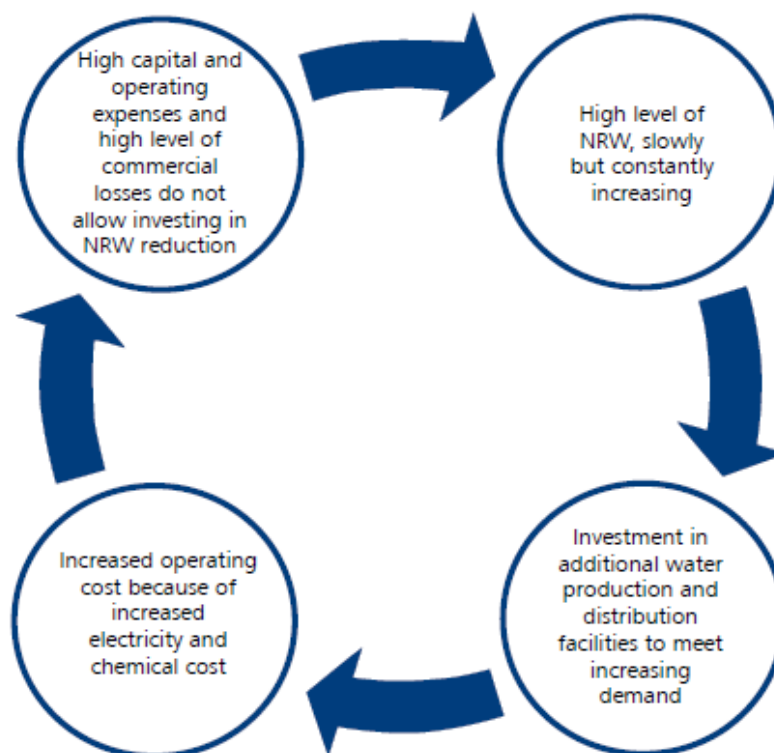 High capital and
operating
expenses and
high level of
commercial
losses do not
allow investing in
NRW reduction
High level of
NRW, slowly
but constantly
increasing
Investment in
additional water
production and
distribution
facilities to meet
increasing
demand
Increased operating
cost because of
increased
electricity and
chemical cost